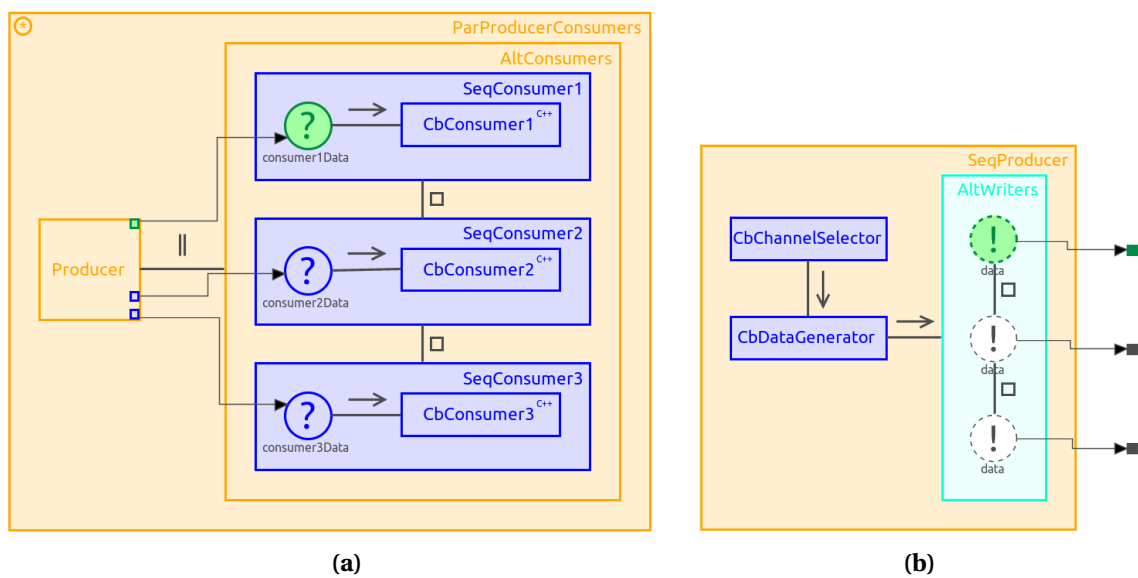 *
ParProducerConsumers
AltConsumers
SeqConsumer1
?
CbConsumer1
C++
consumer1Data
SeqConsumer2
?
CbConsumer2
C++
consumer2Data
SeqConsumer3
?
CbConsumer3
C++
consumer3Data
Producer
||
(a)
SeqProducer
AltWriters
CbChannelSelector
!
data
CbDataGenerator
!
data
!
data
(b)